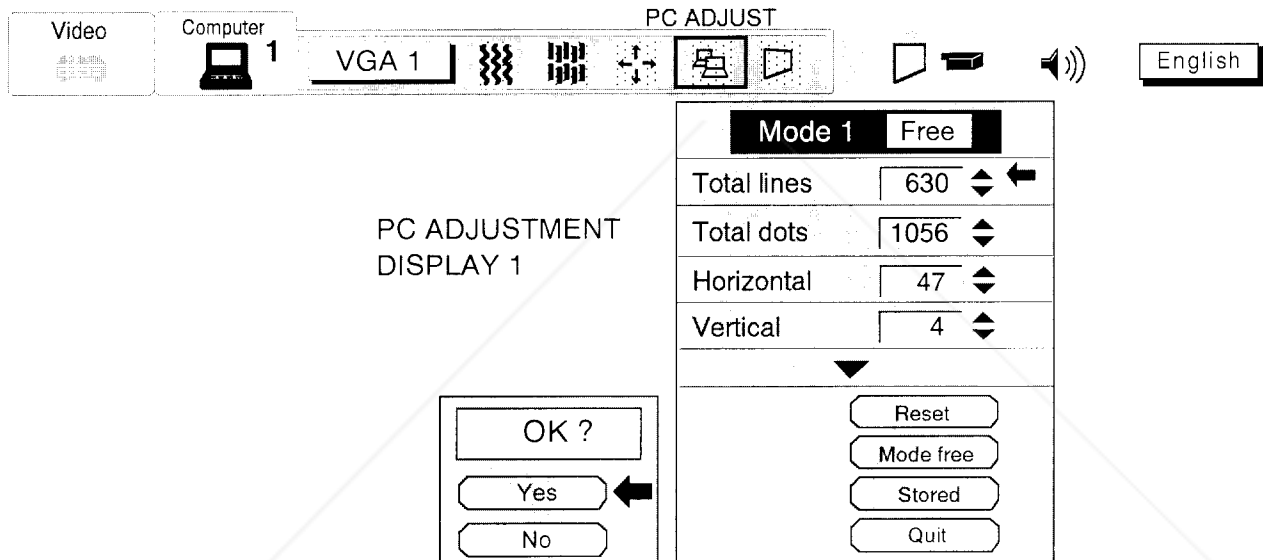 PC ADJUST
Video
Computer
1
VGA 1
English
Mode 1 Free
Total lines 630
Total dots 1056
Horizontal 47
Vertical 4
PC ADJUSTMENT
DISPLAY 1
OK ?
Yes
No
Reset
Mode free
Stored
Quit